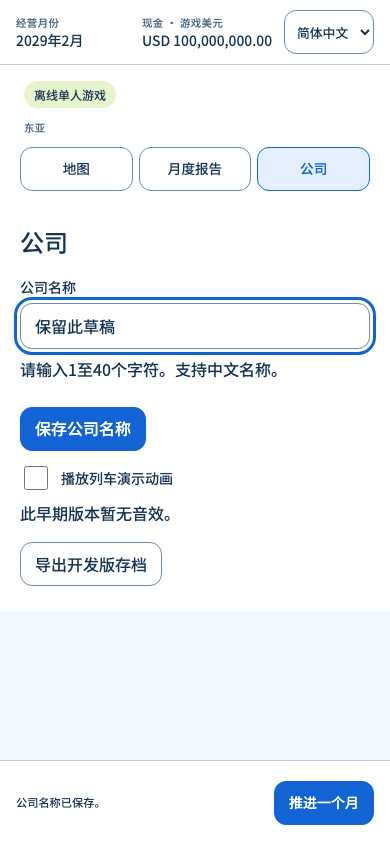 经营月份
2029年2月
现金 · 游戏美元
USD 100,000,000.00
简体中文
离线单人游戏
东亚
地图
月度报告
公司
公司
公司名称
保留此草稿
请输入1至40个字符。支持中文名称。
保存公司名称
播放列车演示动画
此早期版本暂无音效。
导出开发版存档
公司名称已保存。
推进一个月